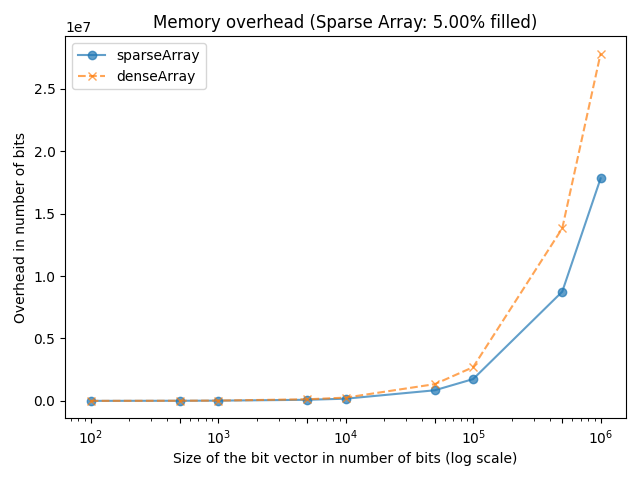 Memory overhead (Sparse Array: 5.00% filled)
1e7
sparseArray
denseArray
2.5
2.0
1.5
1.0
0.5
0.0
Overhead in number of bits
10² 10³ 10⁴ 10⁵ 10⁶
Size of the bit vector in number of bits (log scale)